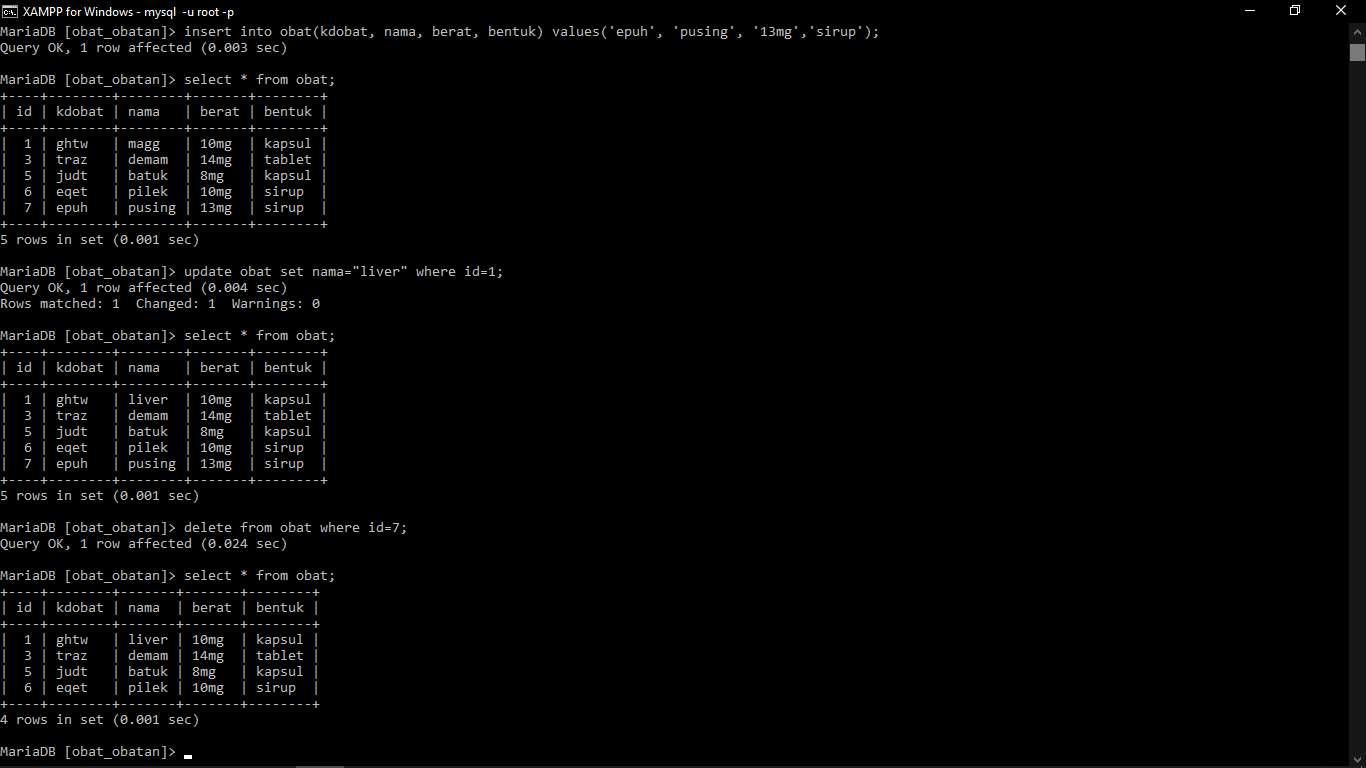 XAMPP for Windows - mysql  -u root -p
MariaDB [obat_obatan]> insert into obat(kdobat, nama, berat, bentuk) values('epuh', 'pusing', '13mg','sirup');
Query OK, 1 row affected (0.003 sec)

MariaDB [obat_obatan]> select * from obat;
+----+--------+--------+-------+--------+
| id | kdobat | nama   | berat | bentuk |
+----+--------+--------+-------+--------+
|  1 | ghtw   | magg   | 10mg  | kapsul |
|  3 | traz   | demam  | 14mg  | tablet |
|  5 | judt   | batuk  | 8mg   | kapsul |
|  6 | eqet   | pilek  | 10mg  | sirup  |
|  7 | epuh   | pusing | 13mg  | sirup  |
+----+--------+--------+-------+--------+
5 rows in set (0.001 sec)

MariaDB [obat_obatan]> update obat set nama="liver" where id=1;
Query OK, 1 row affected (0.004 sec)
Rows matched: 1  Changed: 1  Warnings: 0

MariaDB [obat_obatan]> select * from obat;
+----+--------+--------+-------+--------+
| id | kdobat | nama   | berat | bentuk |
+----+--------+--------+-------+--------+
|  1 | ghtw   | liver  | 10mg  | kapsul |
|  3 | traz   | demam  | 14mg  | tablet |
|  5 | judt   | batuk  | 8mg   | kapsul |
|  6 | eqet   | pilek  | 10mg  | sirup  |
|  7 | epuh   | pusing | 13mg  | sirup  |
+----+--------+--------+-------+--------+
5 rows in set (0.001 sec)

MariaDB [obat_obatan]> delete from obat where id=7;
Query OK, 1 row affected (0.024 sec)

MariaDB [obat_obatan]> select * from obat;
+----+--------+-------+-------+--------+
| id | kdobat | nama  | berat | bentuk |
+----+--------+-------+-------+--------+
|  1 | ghtw   | liver | 10mg  | kapsul |
|  3 | traz   | demam | 14mg  | tablet |
|  5 | judt   | batuk | 8mg   | kapsul |
|  6 | eqet   | pilek | 10mg  | sirup  |
+----+--------+-------+-------+--------+
4 rows in set (0.001 sec)

MariaDB [obat_obatan]>